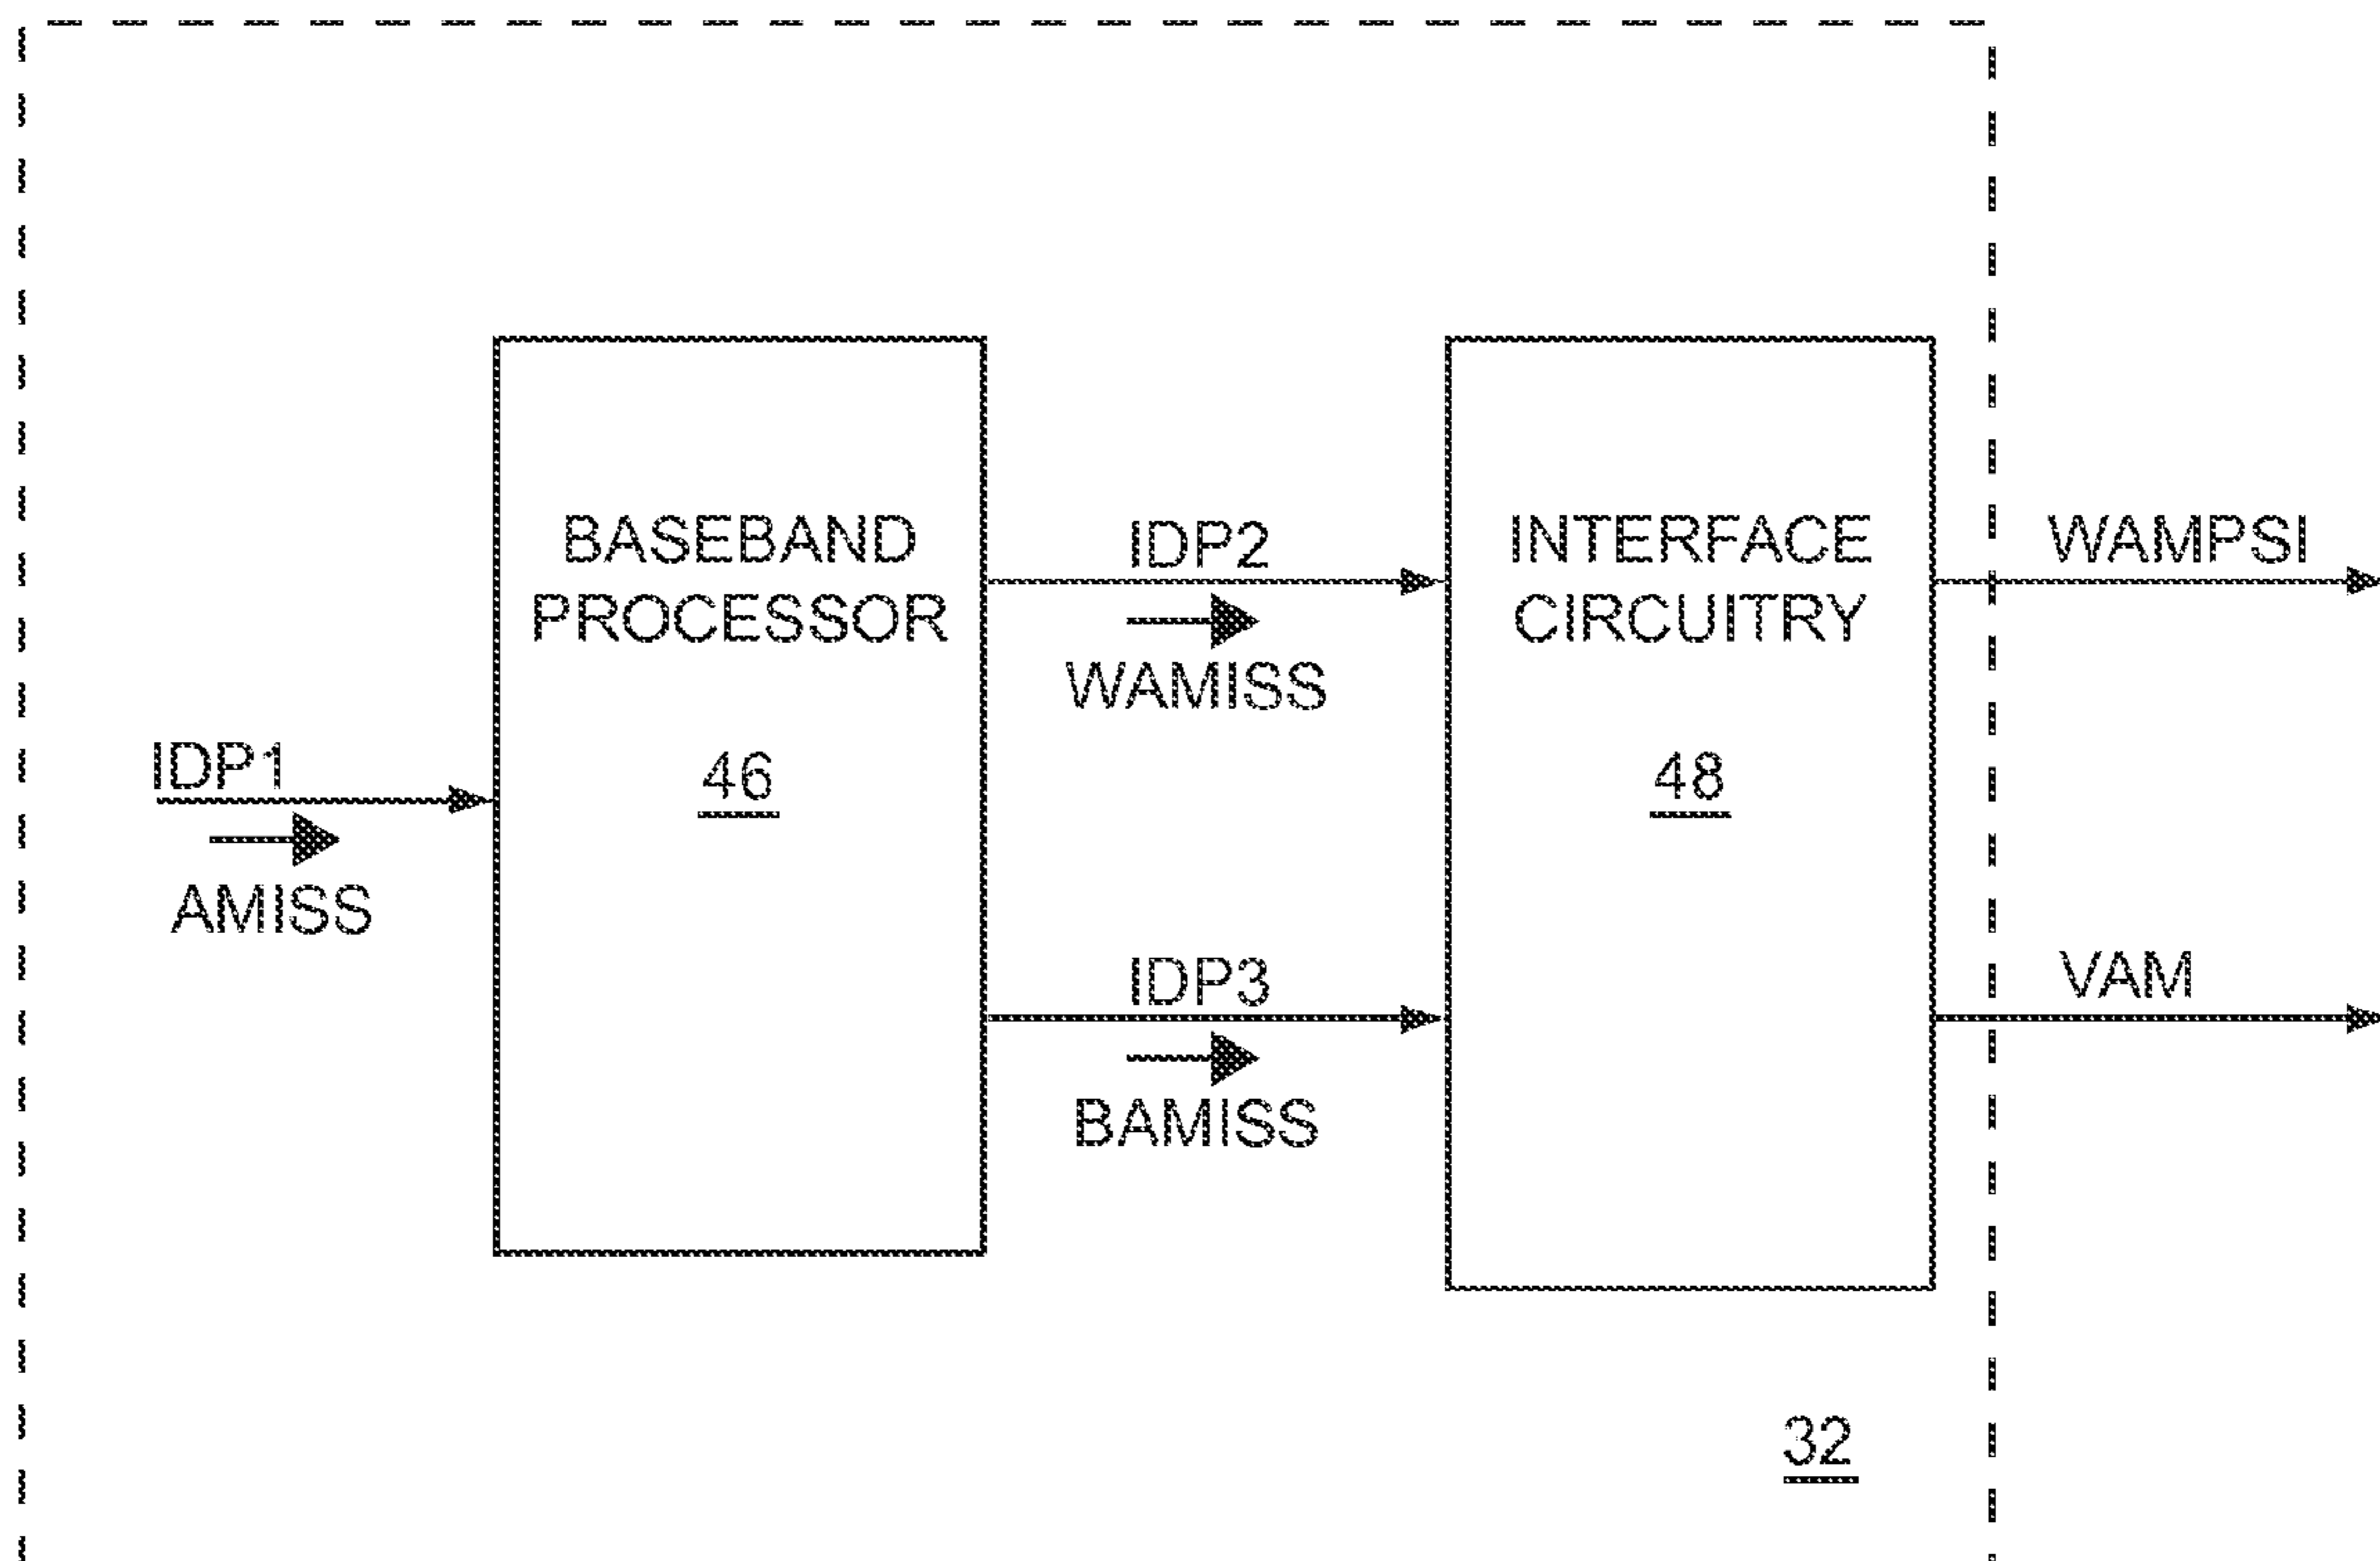 BASEBAND
PROCESSOR
46
IDP1
AMISS
IDP2
WAMISS
IDP3
BAMISS
INTERFACE
CIRCUITRY
48
WAMPSI
VAM
32